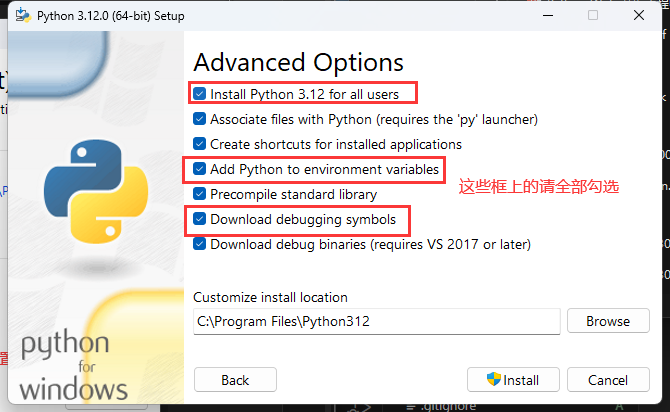 Python 3.12.0 (64-bit) Setup
Advanced Options
Install Python 3.12 for all users
Associate files with Python (requires the 'py' launcher)
Create shortcuts for installed applications
Add Python to environment variables
这些框上的请全部勾选
Precompile standard library
Download debugging symbols
Download debug binaries (requires VS 2017 or later)
Customize install location
C:\Program Files\Python312
Browse
python
for
windows
Back
Install
Cancel
.gitignore
A